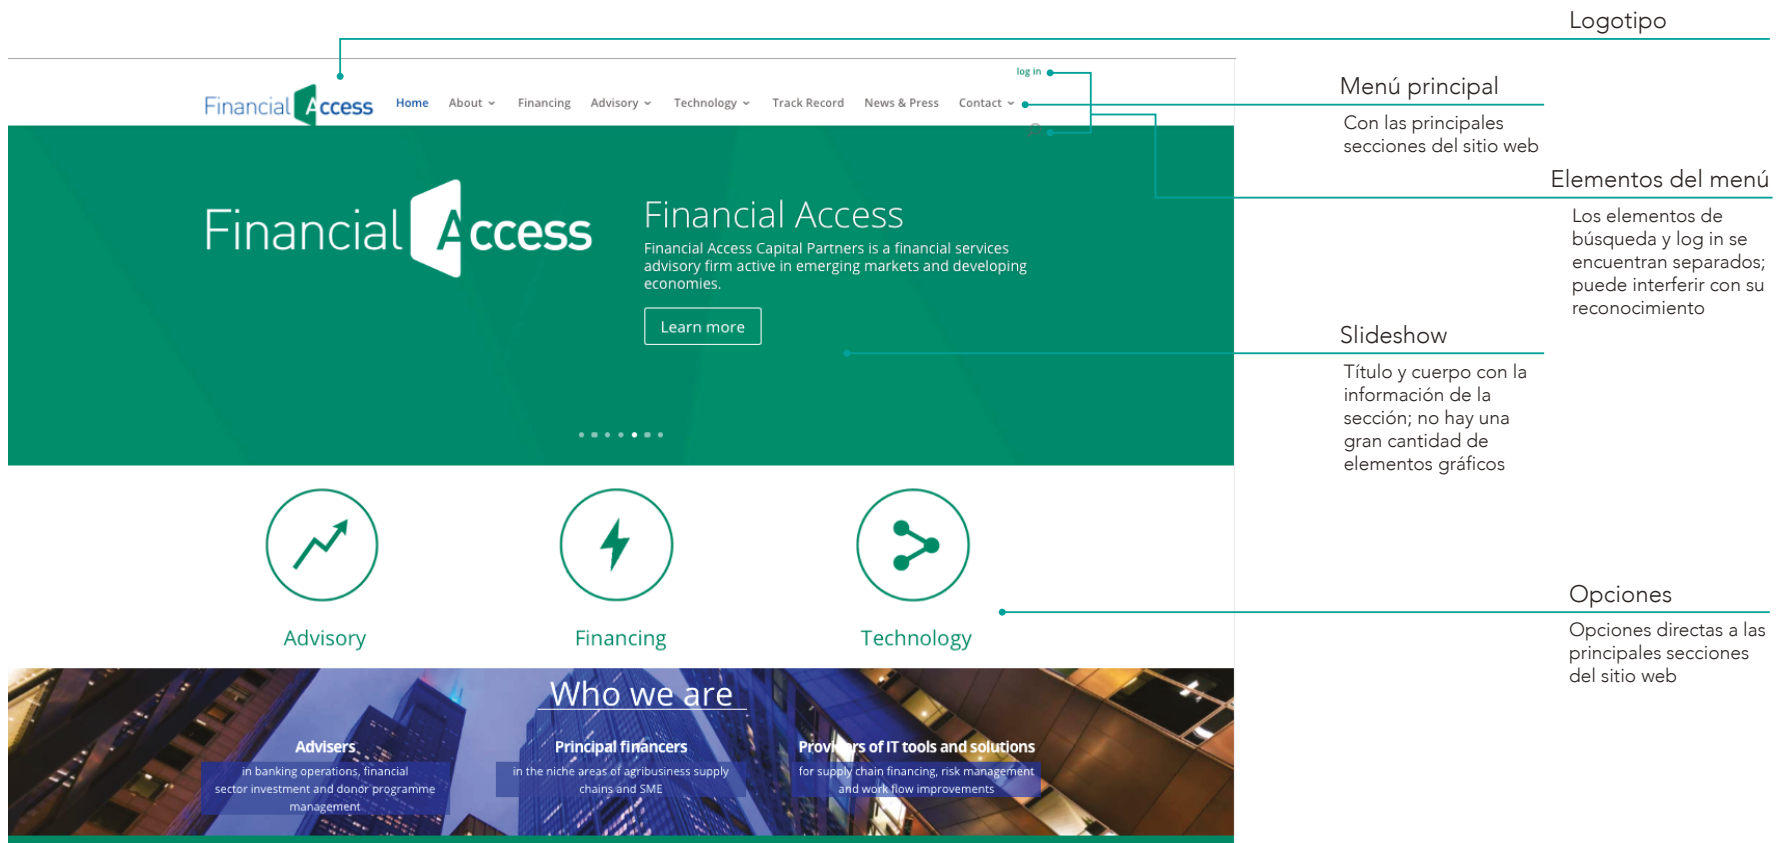 Logotipo
log in
Menú principal
Financial Access
Home About Financing Advisory Technology Track Record News & Press Contact
Con las principales
secciones del sitio web
Elementos del menú
Los elementos de
búsqueda y log in se
encuentran separados;
puede interferir con su
reconocimiento
Financial Access
Financial Access
Financial Access Capital Partners is a financial services
advisory firm active in emerging markets and developing
economies.
Learn more
Slideshow
Título y cuerpo con la
información de la
sección; no hay una
gran cantidad de
elementos gráficos
Advisory
Financing
Technology
Opciones
Opciones directas a las
principales secciones
del sitio web
Who we are
Advisers
in banking operations, financial
sector investment and donor programme
management
Principal financers
in the niche areas of agribusiness supply
chains and SME
Providers of IT tools and solutions
for supply chain financing, risk management
and work flow improvements